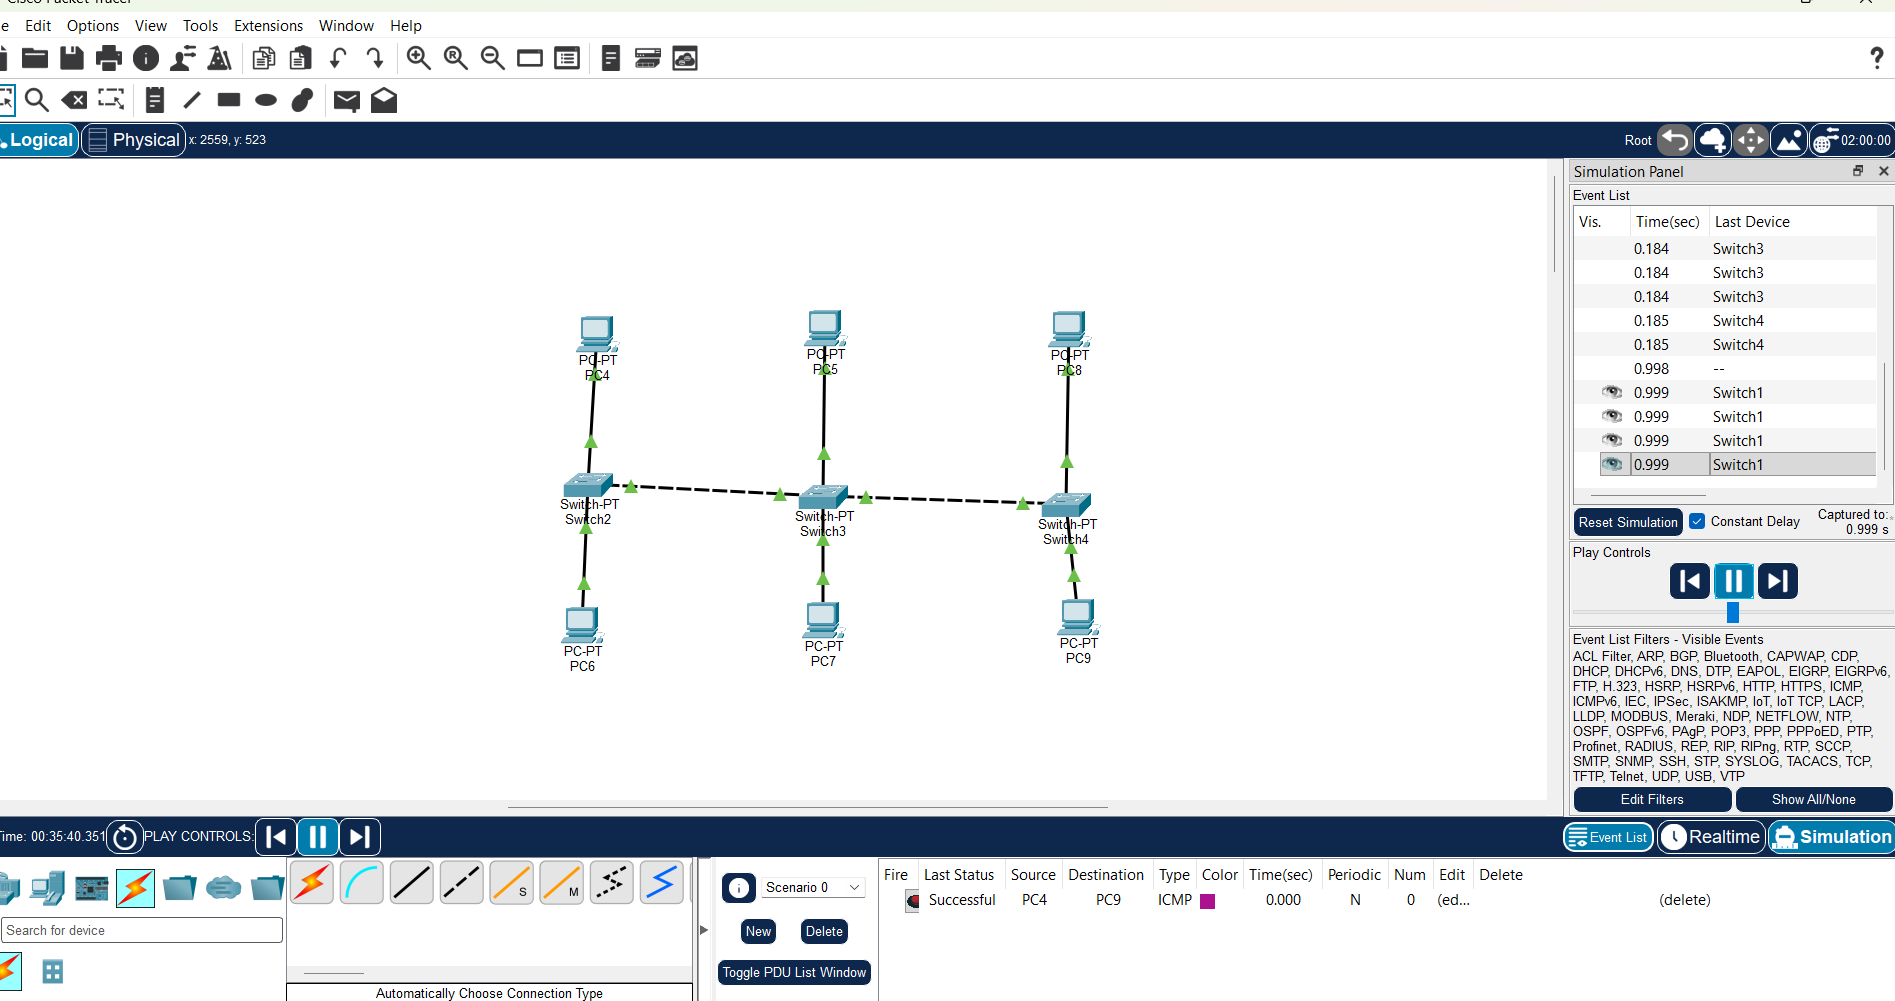 Edit Options View Tools Extensions Window Help
Logical Physical x: 2559, y: 523 Root 02:00:00
Simulation Panel
Event List
Vis. Time(sec) Last Device
0.184 Switch3
0.184 Switch3
0.184 Switch3
0.185 Switch4
0.185 Switch4
0.998 --
0.999 Switch1
0.999 Switch1
0.999 Switch1
0.999 Switch1
Reset Simulation Constant Delay Captured to:
0.999 s
Play Controls
Event List Filters - Visible Events
ACL Filter, ARP, BGP, Bluetooth, CAPWAP, CDP,
DHCP, DHCPv6, DNS, DTP, EAPOL, EIGRP, EIGRPv6,
FTP, H.323, HSRP, HSRPv6, HTTP, HTTPS, ICMP,
ICMPv6, IEC, IPSec, ISAKMP, IoT, IoT TCP, LACP,
LLDP, MODBUS, Meraki, NDP, NETFLOW, NTP,
OSPF, OSPFv6, PAgP, POP3, PPP, PPPoED, PTP,
Profinet, RADIUS, REP, RIP, RIPng, RTP, SCCP,
SMTP, SNMP, SSH, STP, SYSLOG, TACACS, TCP,
TFTP, Telnet, UDP, USB, VTP
Edit Filters Show All/None
PC-PT
PC4
PC-PT
PC5
PC-PT
PC8
Switch-PT
Switch2
Switch-PT
Switch3
Switch-PT
Switch4
PC-PT
PC6
PC-PT
PC7
PC-PT
PC9
Time: 00:35:40.351 PLAY CONTROLS: Event List Realtime Simulation
S M
Search for device
Automatically Choose Connection Type
Scenario 0
New Delete
Toggle PDU List Window
Fire Last Status Source Destination Type Color Time(sec) Periodic Num Edit Delete
Successful PC4 PC9 ICMP 0.000 N 0 (ed... (delete)